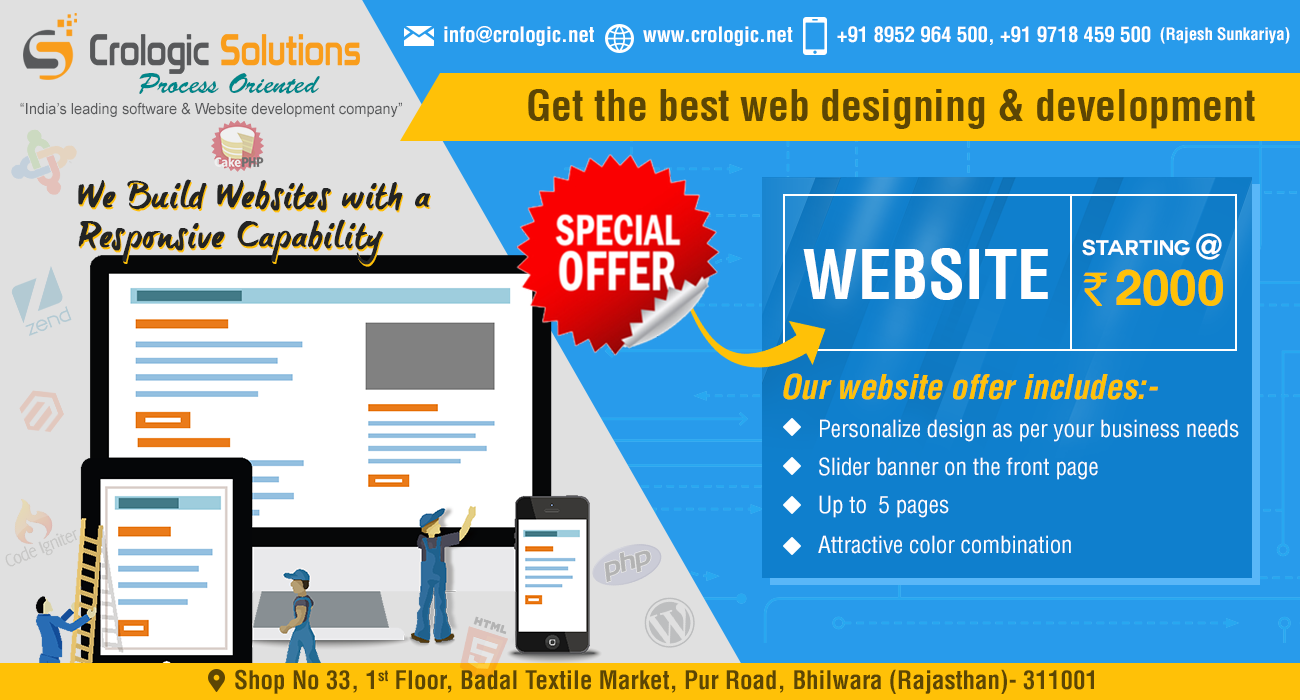 Crologic Solutions
Process Oriented
“India’s leading software & Website development company”
info@crologic.net
www.crologic.net
+91 8952 964 500, +91 9718 459 500 (Rajesh Sunkariya)
Get the best web designing & development
CakePHP
We Build Websites with a
Responsive Capability
SPECIAL
OFFER
WEBSITE
STARTING @
₹ 2000
Our website offer includes:-
Personalize design as per your business needs
Slider banner on the front page
Up to 5 pages
Attractive color combination
zend
Code Igniter
php
HTML
5
Shop No 33, 1st Floor, Badal Textile Market, Pur Road, Bhilwara (Rajasthan)- 311001